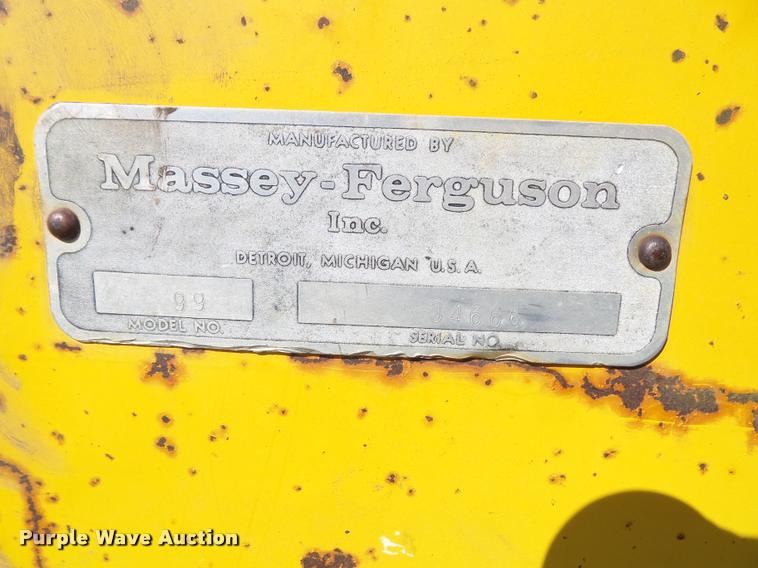 MANUFACTURED BY
Massey-Ferguson
Inc.
DETROIT, MICHIGAN U.S.A.
99
MODEL NO.
SERIAL NO.
Purple Wave Auction